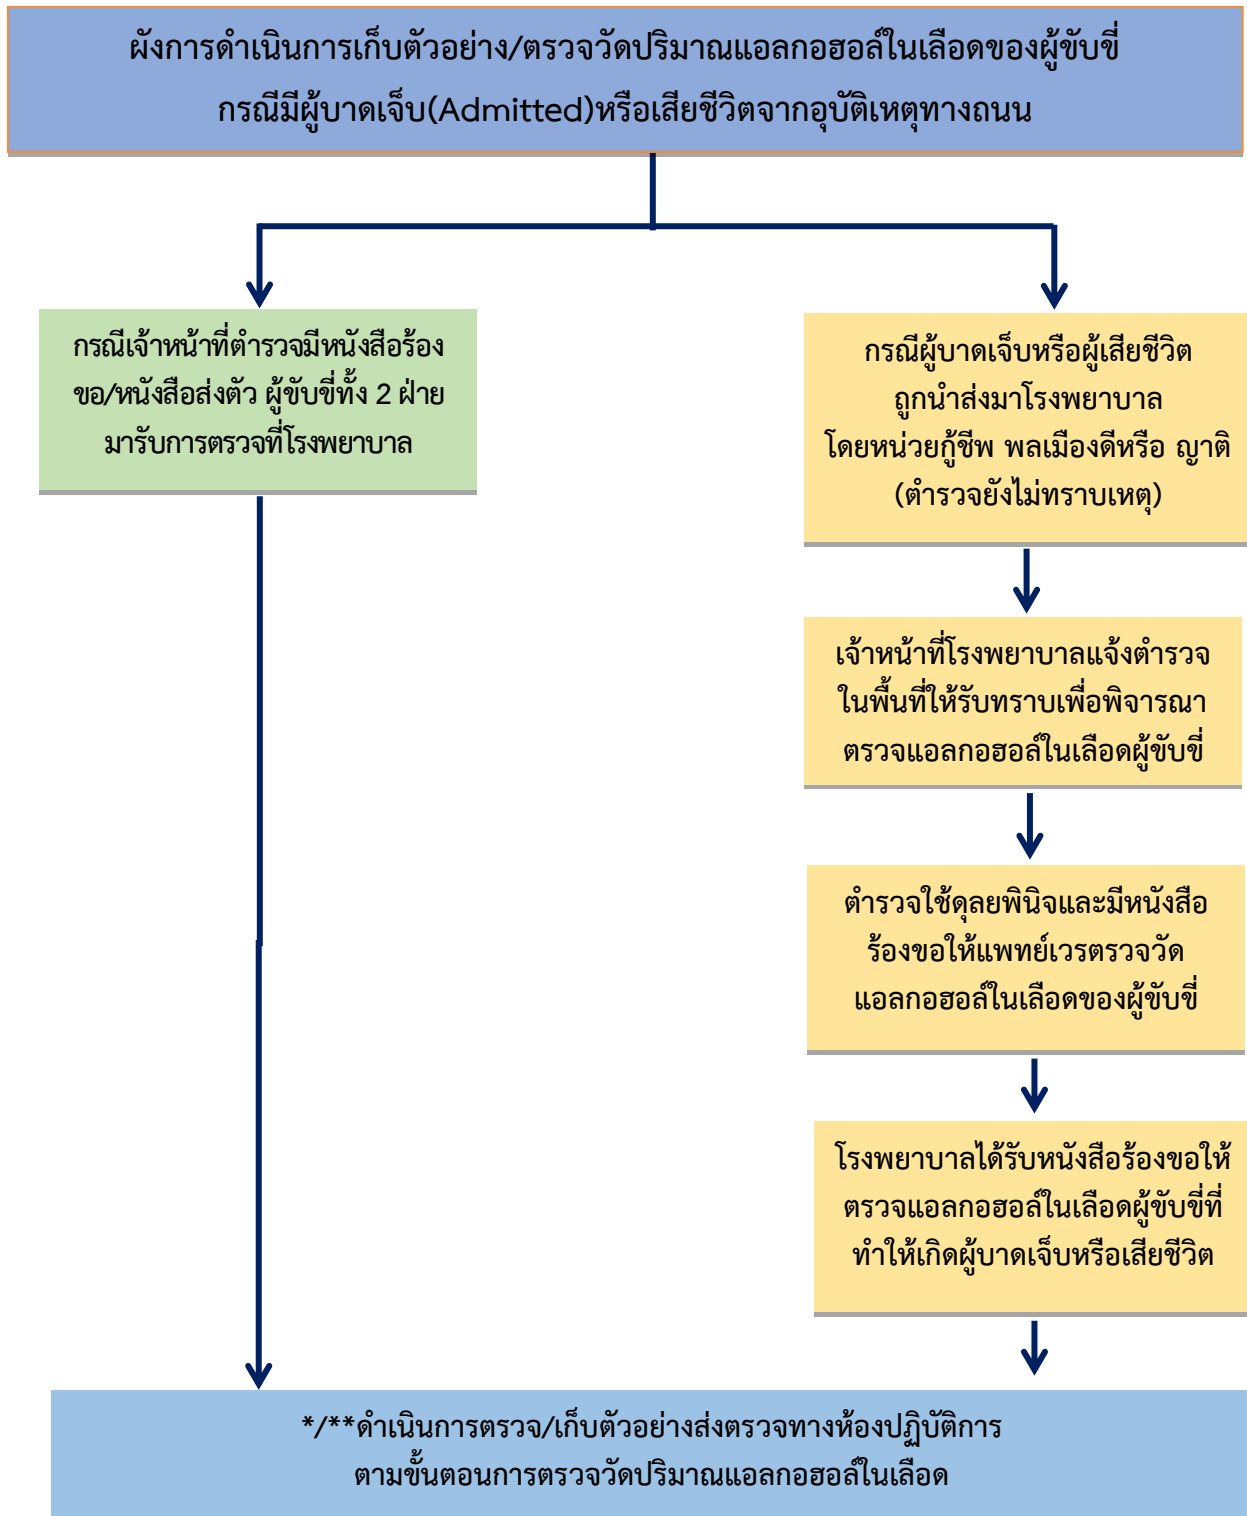 ผังการดำเนินการเก็บตัวอย่าง/ตรวจวัดปริมาณแอลกอฮอล์ในเลือดของผู้ขับขี่
กรณีมีผู้บาดเจ็บ(Admitted)หรือเสียชีวิตจากอุบัติเหตุทางถนน
กรณีเจ้าหน้าที่ตำรวจมีหนังสือร้อง
ขอ/หนังสือส่งตัว ผู้ขับขี่ทั้ง 2 ฝ่าย
มารับการตรวจที่โรงพยาบาล
กรณีผู้บาดเจ็บหรือผู้เสียชีวิต
ถูกนำส่งมาโรงพยาบาล
โดยหน่วยกู้ชีพ พลเมืองดีหรือ ญาติ
(ตำรวจยังไม่ทราบเหตุ)
เจ้าหน้าที่โรงพยาบาลแจ้งตำรวจ
ในพื้นที่ให้รับทราบเพื่อพิจารณา
ตรวจแอลกอฮอล์ในเลือดผู้ขับขี่
ตำรวจใช้ดุลยพินิจและมีหนังสือ
ร้องขอให้แพทย์เวรตรวจวัด
แอลกอฮอล์ในเลือดของผู้ขับขี่
โรงพยาบาลได้รับหนังสือร้องขอให้
ตรวจแอลกอฮอล์ในเลือดผู้ขับขี่ที่
ทำให้เกิดผู้บาดเจ็บหรือเสียชีวิต
*/**ดำเนินการตรวจ/เก็บตัวอย่างส่งตรวจทางห้องปฏิบัติการ
ตามขั้นตอนการตรวจวัดปริมาณแอลกอฮอล์ในเลือด